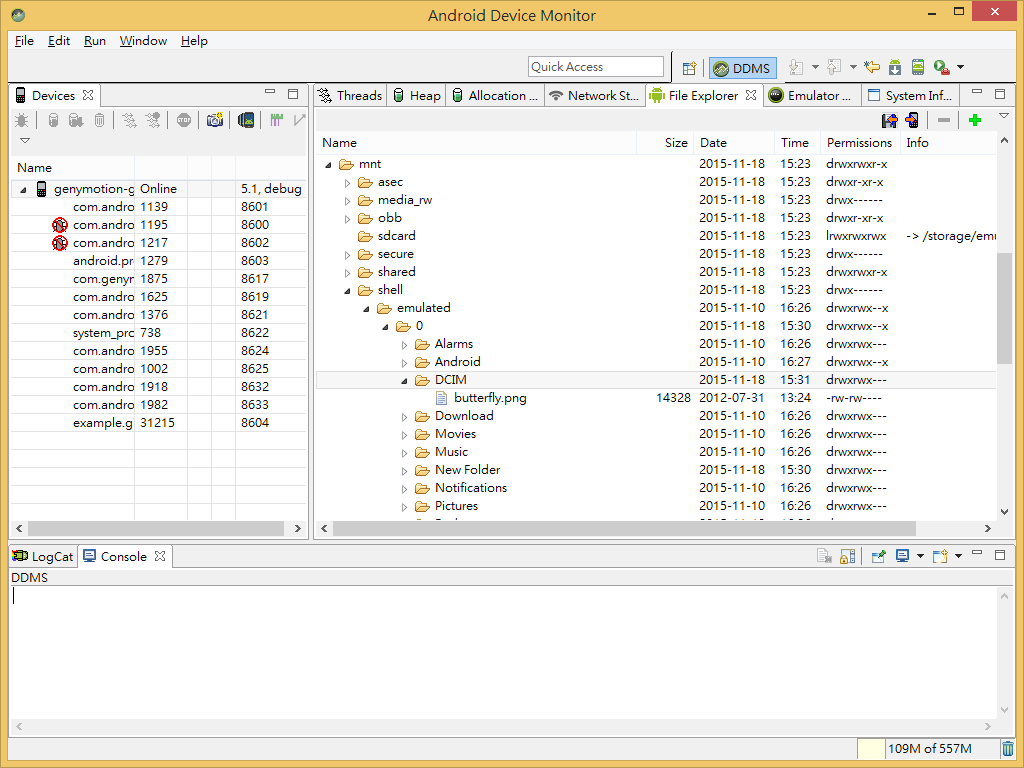 Android Device Monitor
File Edit Run Window Help
Quick Access DDMS
Devices
Name
genymotion-g Online 5.1, debug
com.andro 1139 8601
com.andro 1195 8600
com.andro 1217 8602
android.pr 1279 8603
com.genyr 1875 8617
com.andro 1625 8619
com.andro 1376 8621
system_pro 738 8622
com.andro 1955 8624
com.andro 1002 8625
com.andro 1918 8632
com.andro 1982 8633
example.g 31215 8604
Threads Heap Allocation ... Network St... File Explorer Emulator ... System Inf...
Name Size Date Time Permissions Info
mnt 2015-11-18 15:23 drwxrwxr-x
asec 2015-11-18 15:23 drwxr-xr-x
media_rw 2015-11-18 15:23 drwx------
obb 2015-11-18 15:23 drwxr-xr-x
sdcard 2015-11-18 15:23 lrwxrwxrwx -> /storage/emu
secure 2015-11-18 15:23 drwx------
shared 2015-11-18 15:23 drwxrwxr-x
shell 2015-11-18 15:23 drwx------
emulated 2015-11-10 16:26 drwxrwx--x
0 2015-11-18 15:30 drwxrwx--x
Alarms 2015-11-10 16:26 drwxrwx---
Android 2015-11-10 16:27 drwxrwx--x
DCIM 2015-11-18 15:31 drwxrwx---
butterfly.png 14328 2012-07-31 13:24 -rw-rw----
Download 2015-11-10 16:26 drwxrwx---
Movies 2015-11-10 16:26 drwxrwx---
Music 2015-11-10 16:26 drwxrwx---
New Folder 2015-11-18 15:30 drwxrwx---
Notifications 2015-11-10 16:26 drwxrwx---
Pictures 2015-11-10 16:26 drwxrwx---
LogCat Console
DDMS
109M of 557M